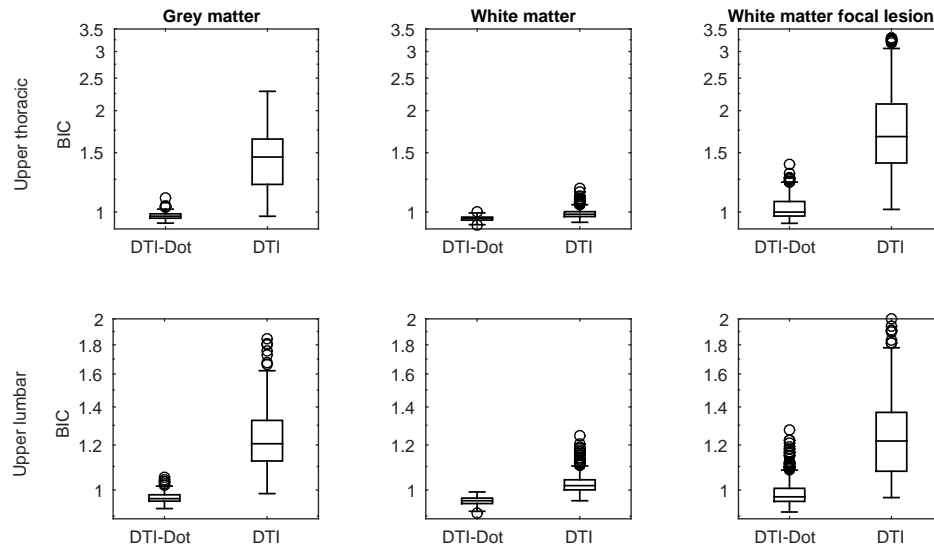 Grey matter
White matter
White matter focal lesion
Upper thoracic
BIC
3.5
3
2.5
2
1.5
1
DTI-Dot
DTI
3.5
3
2.5
2
1.5
1
DTI-Dot
DTI
3.5
3
2.5
2
1.5
1
DTI-Dot
DTI
Upper lumbar
BIC
2
1.8
1.6
1.4
1.2
1
DTI-Dot
DTI
2
1.8
1.6
1.4
1.2
1
DTI-Dot
DTI
2
1.8
1.6
1.4
1.2
1
DTI-Dot
DTI